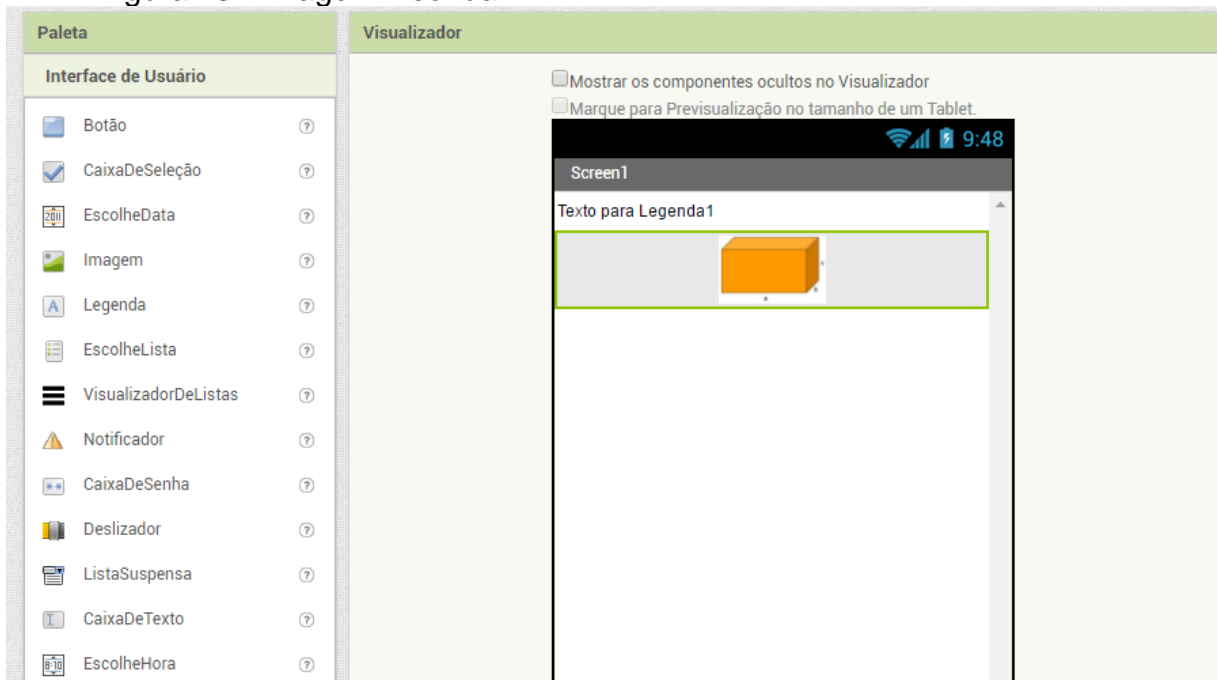 Paleta
Interface de Usuário
Botão
CaixaDeSeleção
EscolheData
Imagem
Legenda
EscolheLista
VisualizadorDeListas
Notificador
CaixaDeSenha
Deslizador
ListaSuspensa
CaixaDeTexto
EscolheHora
Visualizador
Mostrar os componentes ocultos no Visualizador
Marque para Previsualização no tamanho de um Tablet.
9:48
Screen1
Texto para Legenda1